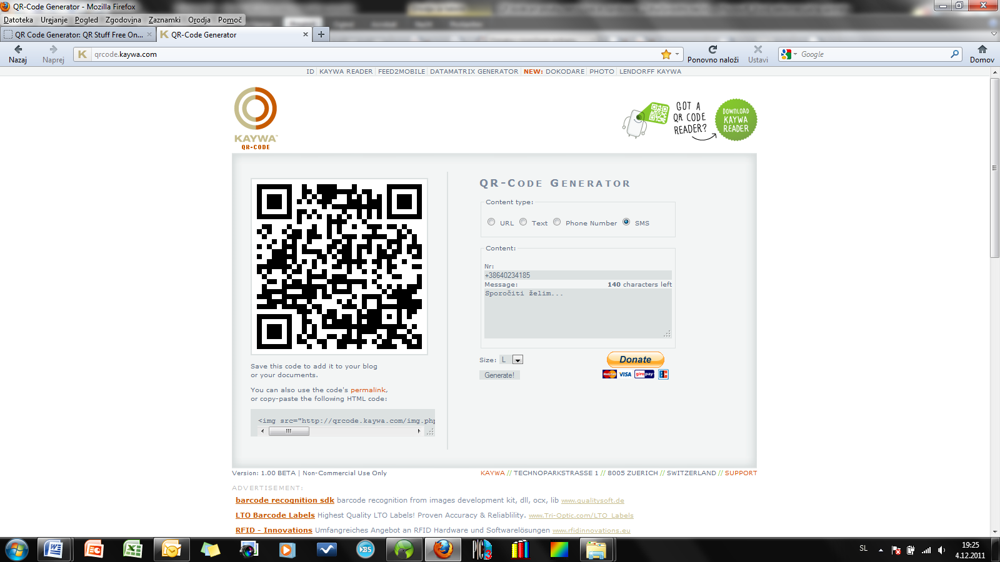 QR-Code Generator - Mozilla Firefox
Datoteka Urejanje Pogled Zgodovina Zaznamki Orodja Pomoč
QR Code Generator: QR Stuff Free On... QR-Code Generator
Nazaj Naprej qrcode.kaywa.com Ponovno naloži Ustavi Google Domov
ID KAYWA READER FEED2MOBILE DATAMATRIX GENERATOR NEW: DOKODARE PHOTO LENDORFF KAYWA
KAYWA
QR-CODE
GOT A
QR CODE
READER?
DOWNLOAD
KAYWA
READER
QR-CODE GENERATOR
Content type:
URL Text Phone Number SMS
Content:
Nr:
+38640234185
Message: 140 characters left
Sporočiti želim...
Size: L
Generate!
Donate
MasterCard VISA giropay
Save this code to add it to your blog
or your documents.
You can also use the code's permalink,
or copy-paste the following HTML code:
<img src="http://qrcode.kaywa.com/img.php
Version: 1.00 BETA | Non-Commercial Use Only
KAYWA // TECHNOPARKSTRASSE 1 // 8005 ZUERICH // SWITZERLAND // SUPPORT
ADVERTISEMENT:
barcode recognition sdk barcode recognition from images development kit, dll, ocx, lib www.qualitysoft.de
LTO Barcode Labels Highest Quality LTO Labels! Proven Accuracy & Reliablility. www.Tri-Optic.com/LTO_Labels
RFID - Innovations Umfangreiches Angebot an RFID Hardware und Softwarelösungen www.rfidinnovations.eu
SL
19:25
4.12.2011